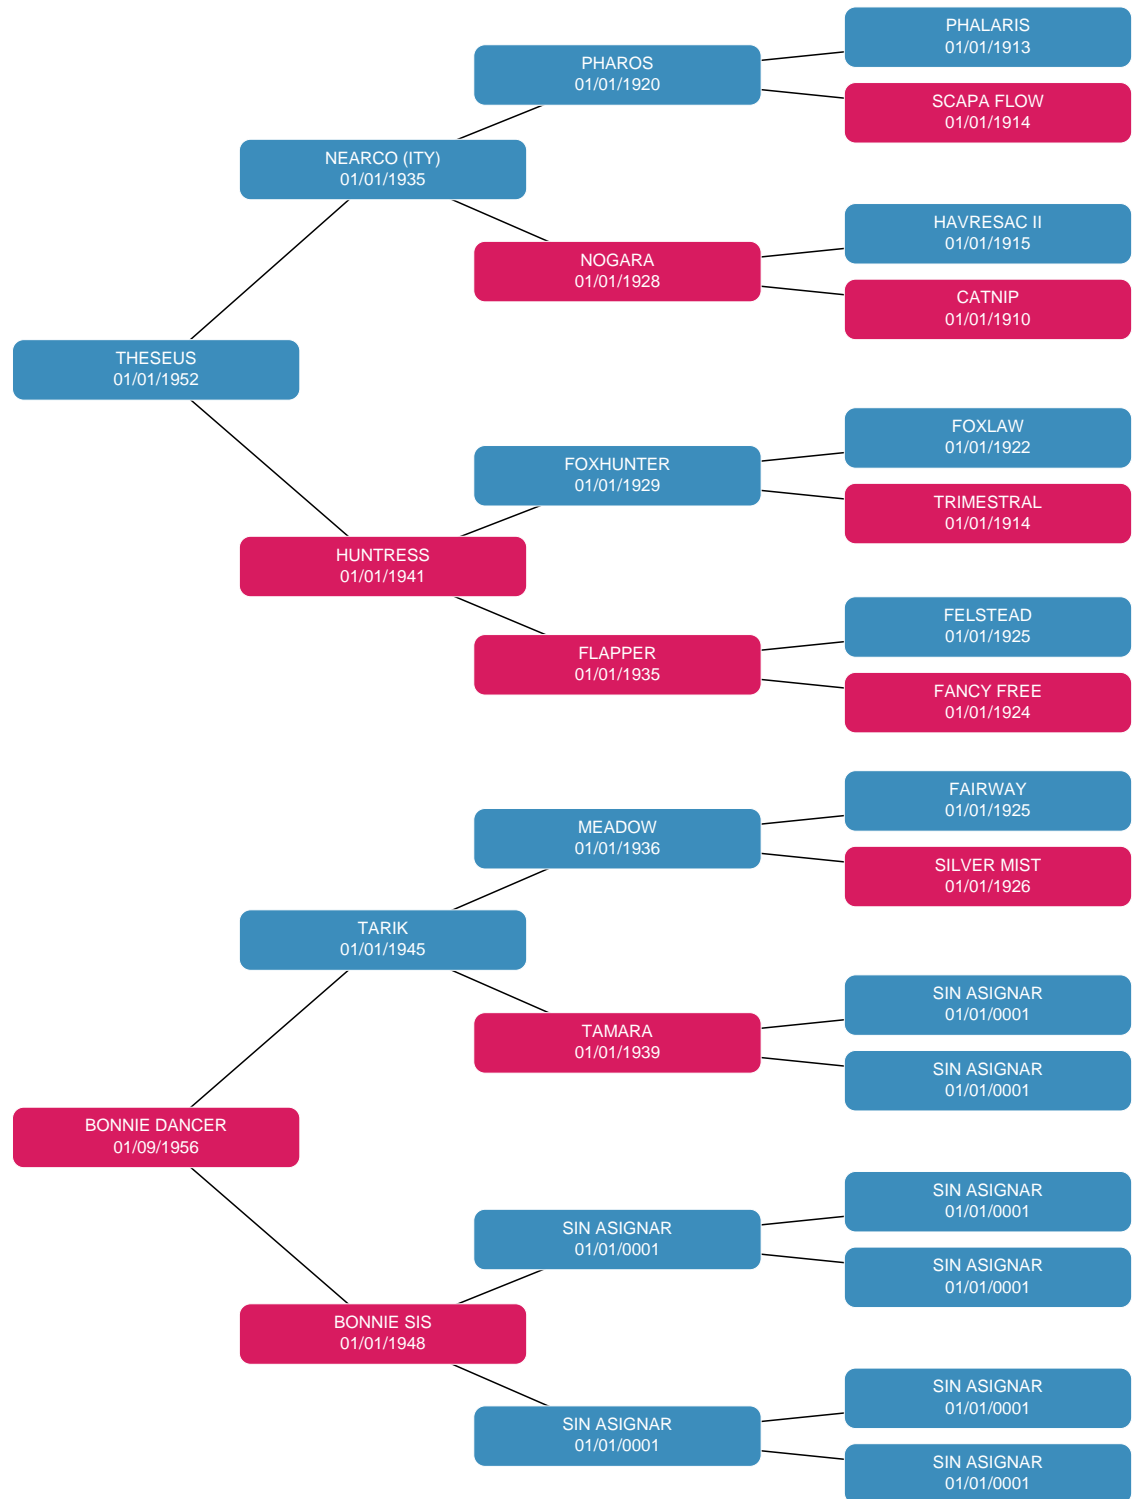 PHALARIS
01/01/1913
PHAROS
01/01/1920
SCAPA FLOW
01/01/1914
NEARCO (ITY)
01/01/1935
HAVRESAC II
01/01/1915
NOGARA
01/01/1928
CATNIP
01/01/1910
THESEUS
01/01/1952
FOXLAW
01/01/1922
FOXHUNTER
01/01/1929
TRIMESTRAL
01/01/1914
HUNTRESS
01/01/1941
FELSTEAD
01/01/1925
FLAPPER
01/01/1935
FANCY FREE
01/01/1924
FAIRWAY
01/01/1925
MEADOW
01/01/1936
SILVER MIST
01/01/1926
TARIK
01/01/1945
SIN ASIGNAR
01/01/0001
TAMARA
01/01/1939
SIN ASIGNAR
01/01/0001
BONNIE DANCER
01/09/1956
SIN ASIGNAR
01/01/0001
SIN ASIGNAR
01/01/0001
SIN ASIGNAR
01/01/0001
BONNIE SIS
01/01/1948
SIN ASIGNAR
01/01/0001
SIN ASIGNAR
01/01/0001
SIN ASIGNAR
01/01/0001